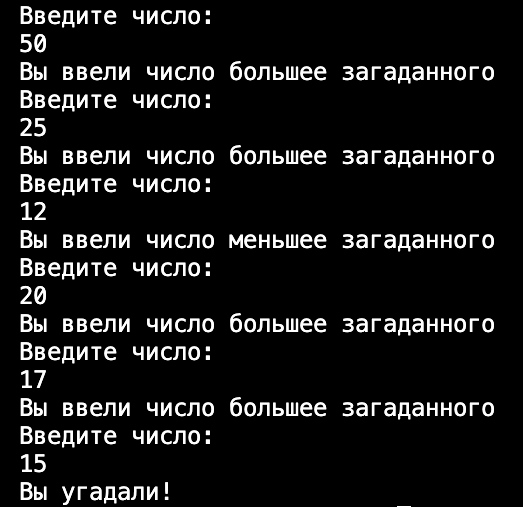 Введите число:
50
Вы ввели число большее загаданного
Введите число:
25
Вы ввели число большее загаданного
Введите число:
12
Вы ввели число меньшее загаданного
Введите число:
20
Вы ввели число большее загаданного
Введите число:
17
Вы ввели число большее загаданного
Введите число:
15
Вы угадали!